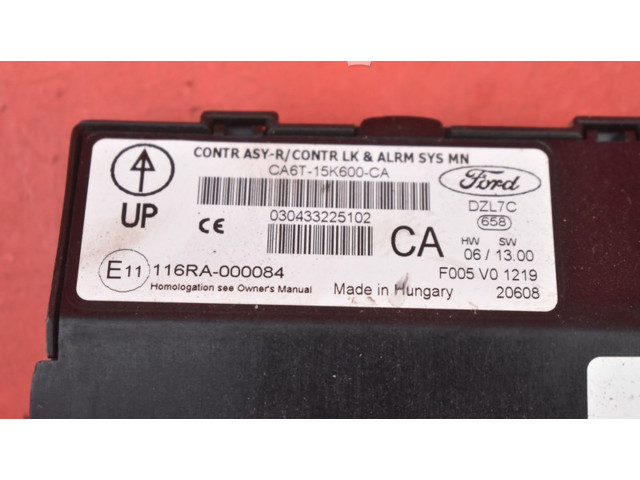 CONTR ASY-R/CONTR LK & ALRM SYS MN
CA6T-15K600-CA
Ford
DZL7C
658
UP
CE
030433225102
CA
HW SW
06 / 13.00
E11 116RA-000084
F005 V0 1219
Homologation see Owner's Manual
Made in Hungary
20608